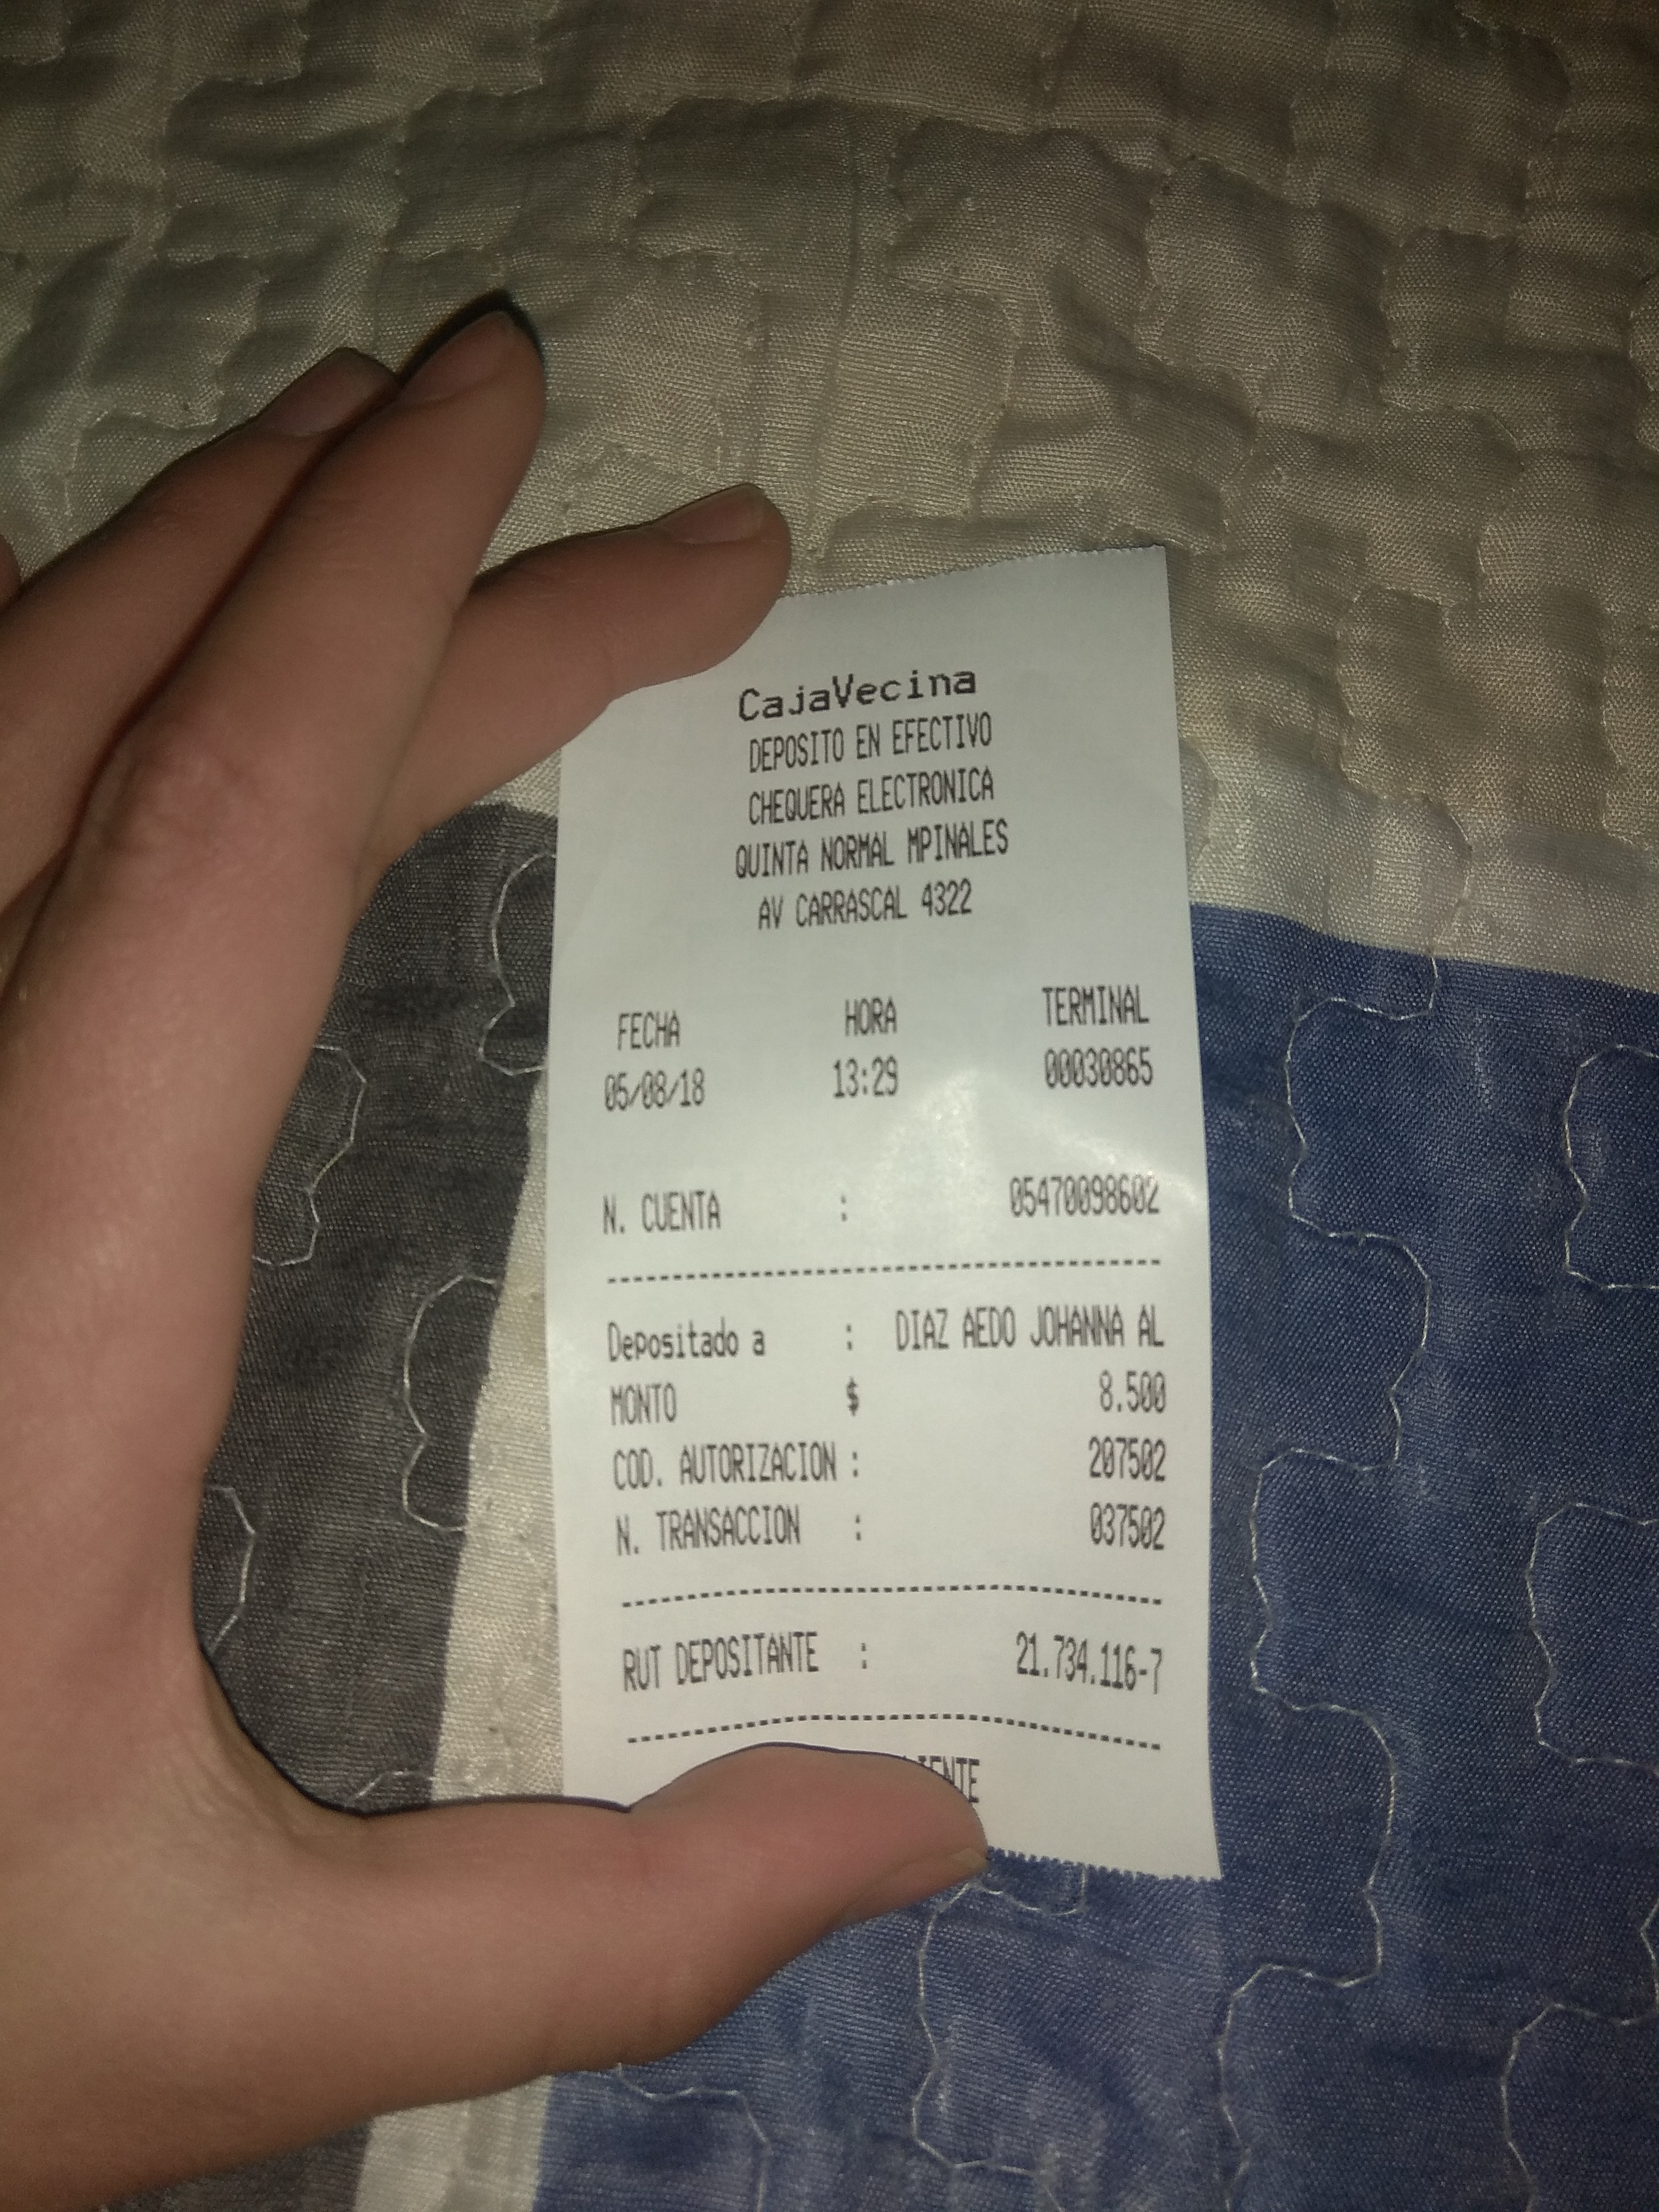 CajaVecina
DEPOSITO EN EFECTIVO
CHEQUERA ELECTRONICA
QUINTA NORMAL MPINALES
AV CARRASCAL 4322
FECHA HORA TERMINAL
05/08/18 13:29 00030865
N. CUENTA : 05470098602
----------------------------------------
Depositado a : DIAZ AEDO JOHANNA AL
MONTO $ 8.500
COD. AUTORIZACION : 207502
N. TRANSACCION : 037502
----------------------------------------
RUT DEPOSITANTE : 21.734.116-7
----------------------------------------